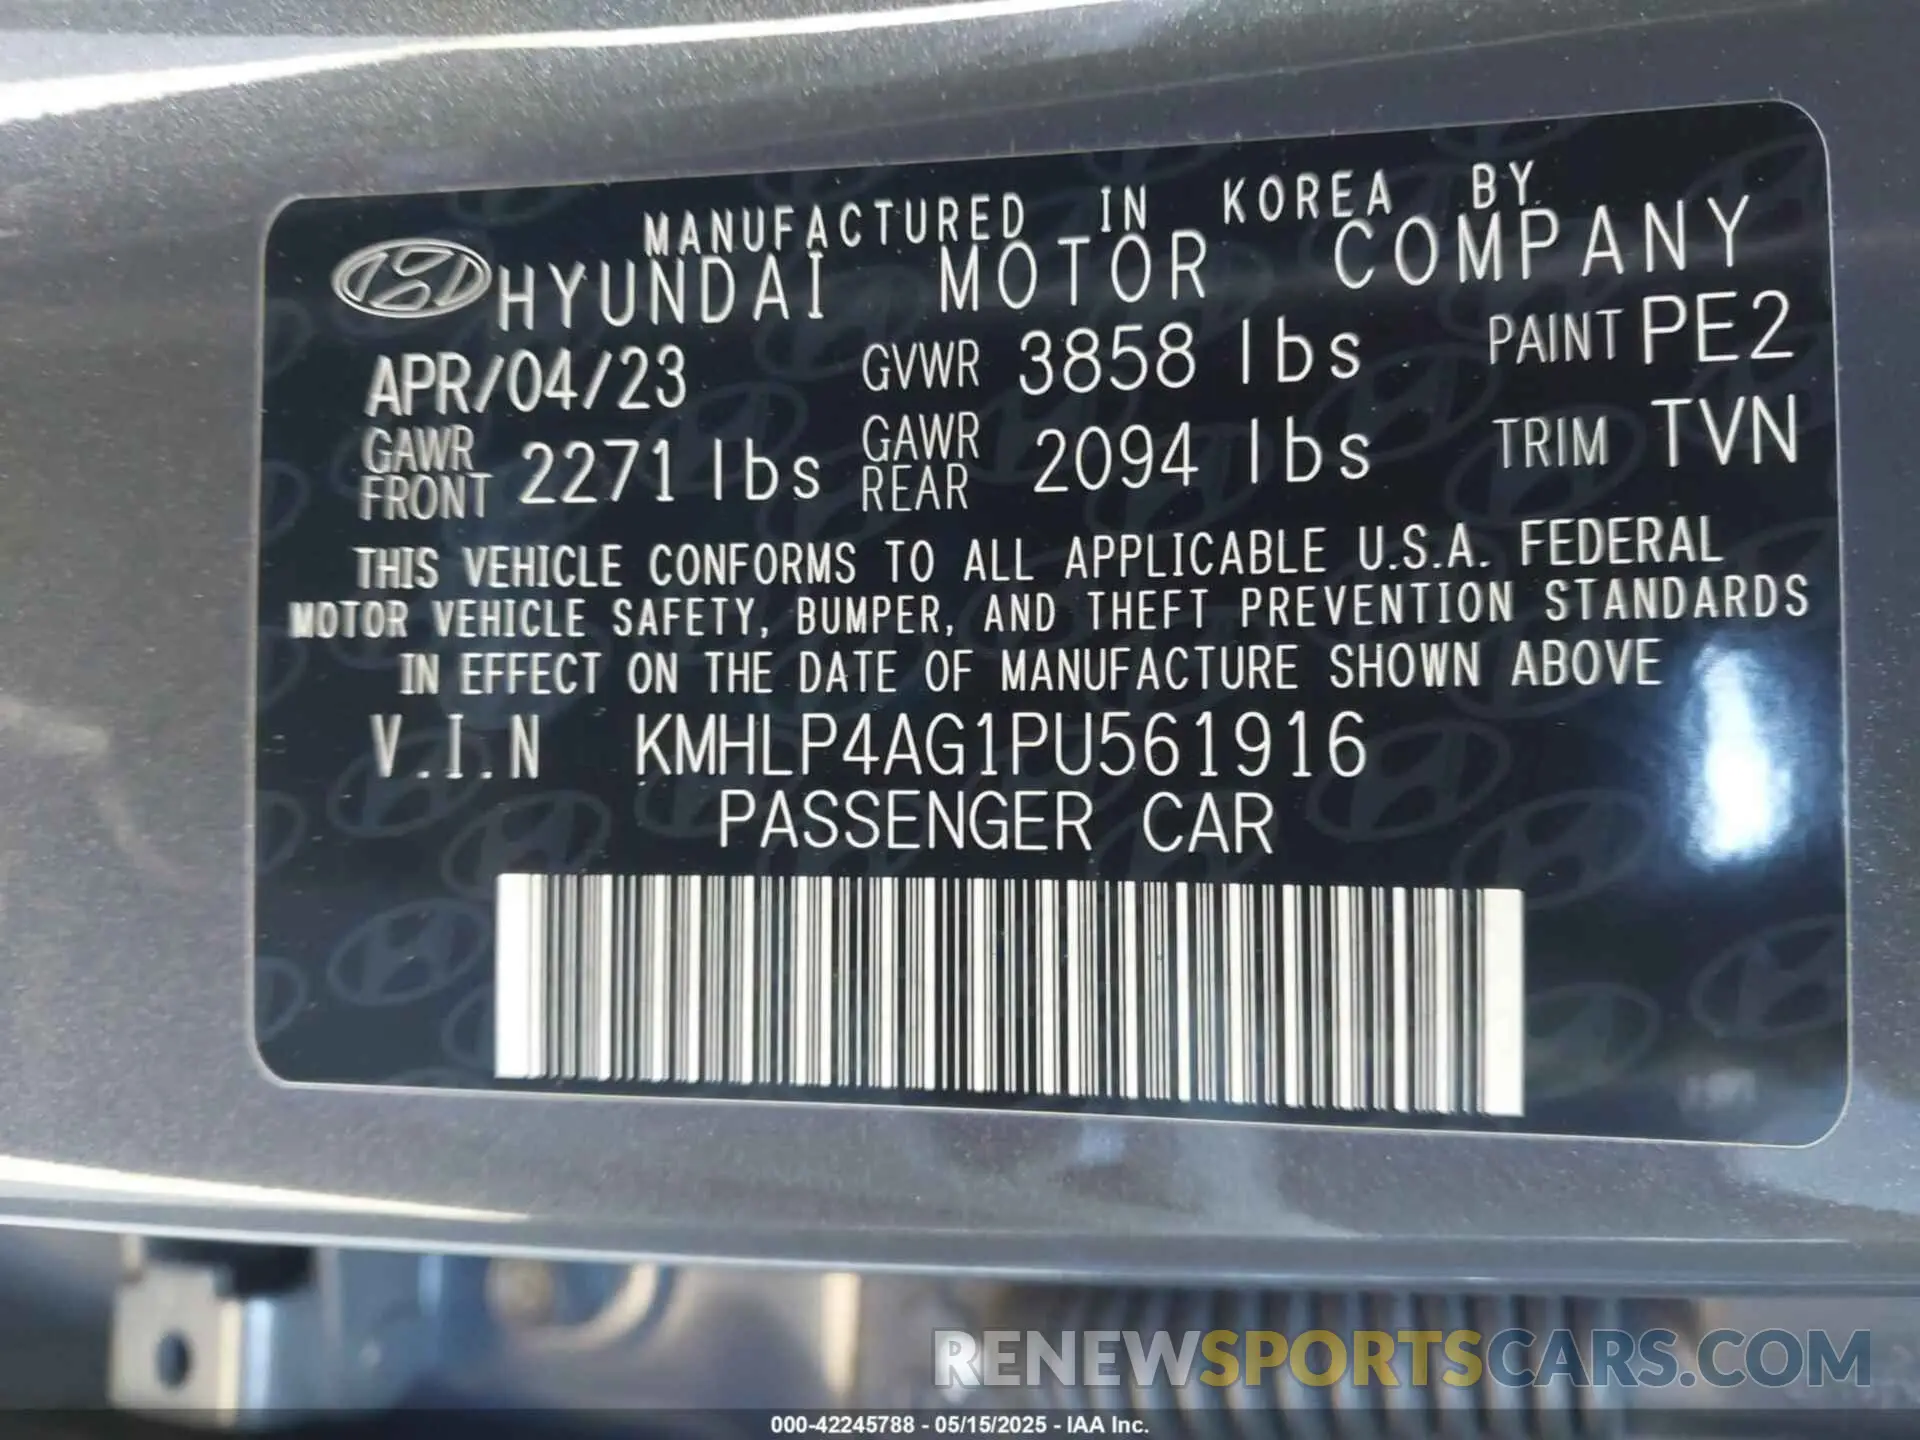 MANUFACTURED IN KOREA BY
HYUNDAI MOTOR COMPANY
APR/04/23 GVWR 3858 lbs PAINT PE2
GAWR FRONT 2271 lbs GAWR REAR 2094 lbs TRIM TVN
THIS VEHICLE CONFORMS TO ALL APPLICABLE U.S.A. FEDERAL
MOTOR VEHICLE SAFETY, BUMPER, AND THEFT PREVENTION STANDARDS
IN EFFECT ON THE DATE OF MANUFACTURE SHOWN ABOVE
V.I.N KMHLP4AG1PU561916
PASSENGER CAR
RENEWSPORTSCARS.COM
000-42245788 - 05/15/2025 - IAA Inc.